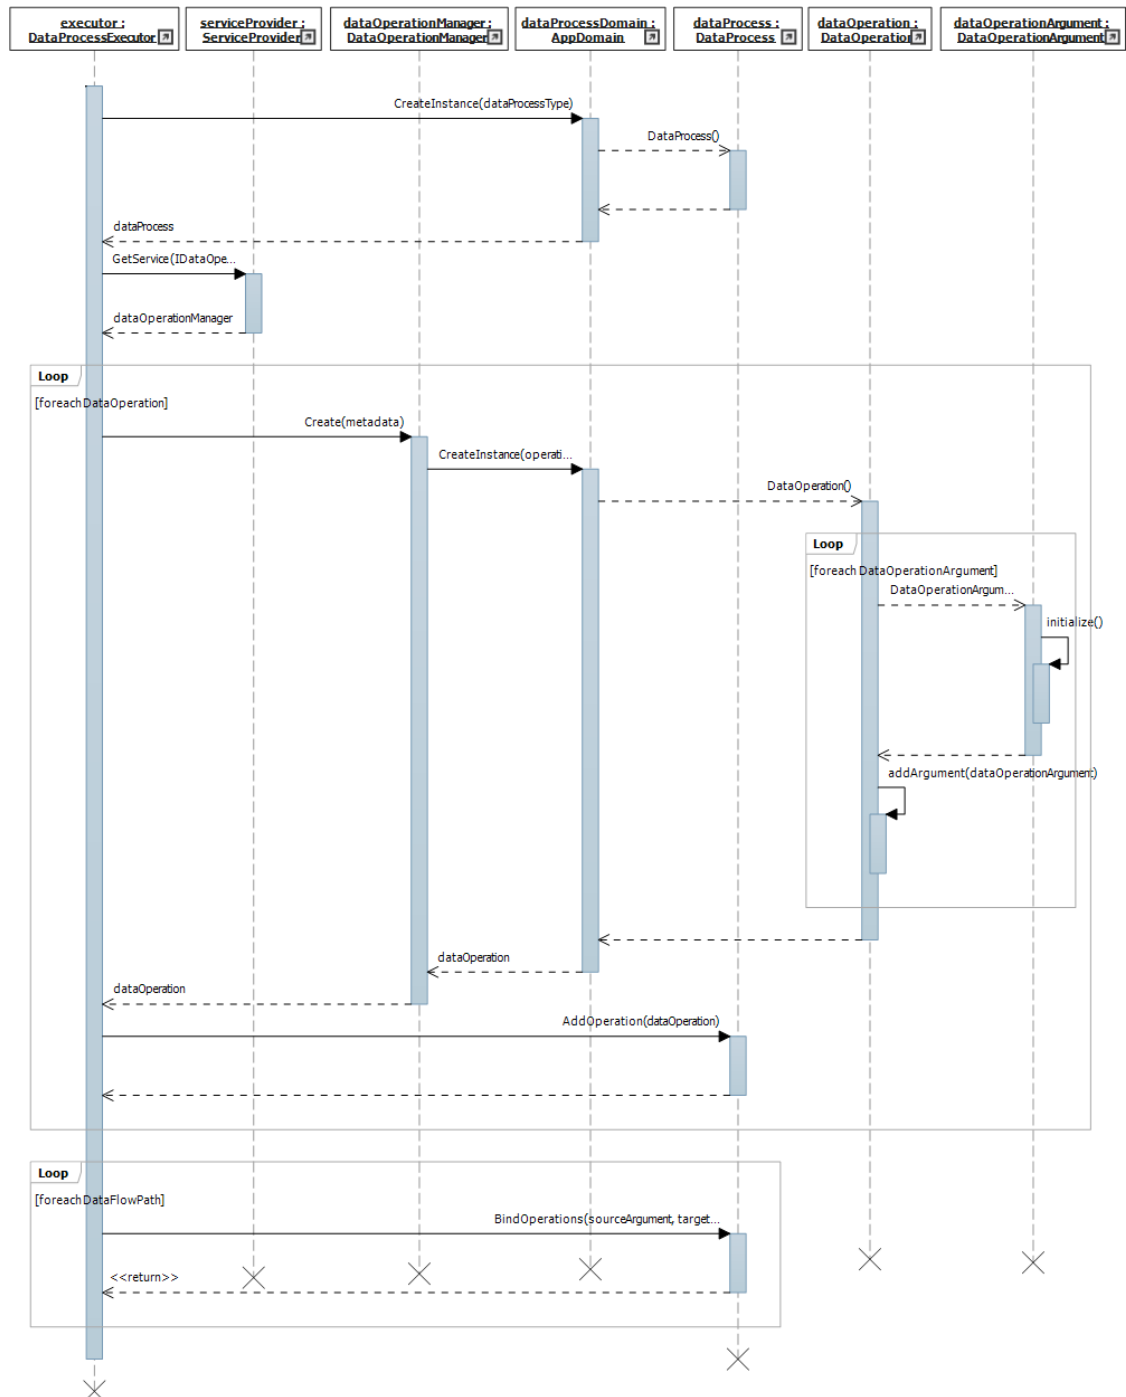 executor :
DataProcessExecutor
serviceProvider :
ServiceProvider
dataOperationManager :
DataOperationManager
dataProcessDomain :
AppDomain
dataProcess :
DataProcess
dataOperation :
DataOperation
dataOperationArgument :
DataOperationArgument
CreateInstance(dataProcessType)
DataProcess()
dataProcess
GetService(IDataOpe...
dataOperationManager
Loop
[foreach DataOperation]
Create(metadata)
CreateInstance(operati...
DataOperation()
Loop
[foreach DataOperationArgument]
DataOperationArgum...
initialize()
addArgument(dataOperationArgument)
dataOperation
dataOperation
AddOperation(dataOperation)
Loop
[foreach DataFlowPath]
BindOperations(sourceArgument, target...
<<return>>